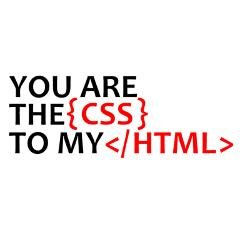 YOU ARE
THE{CSS}
TO MY</HTML>